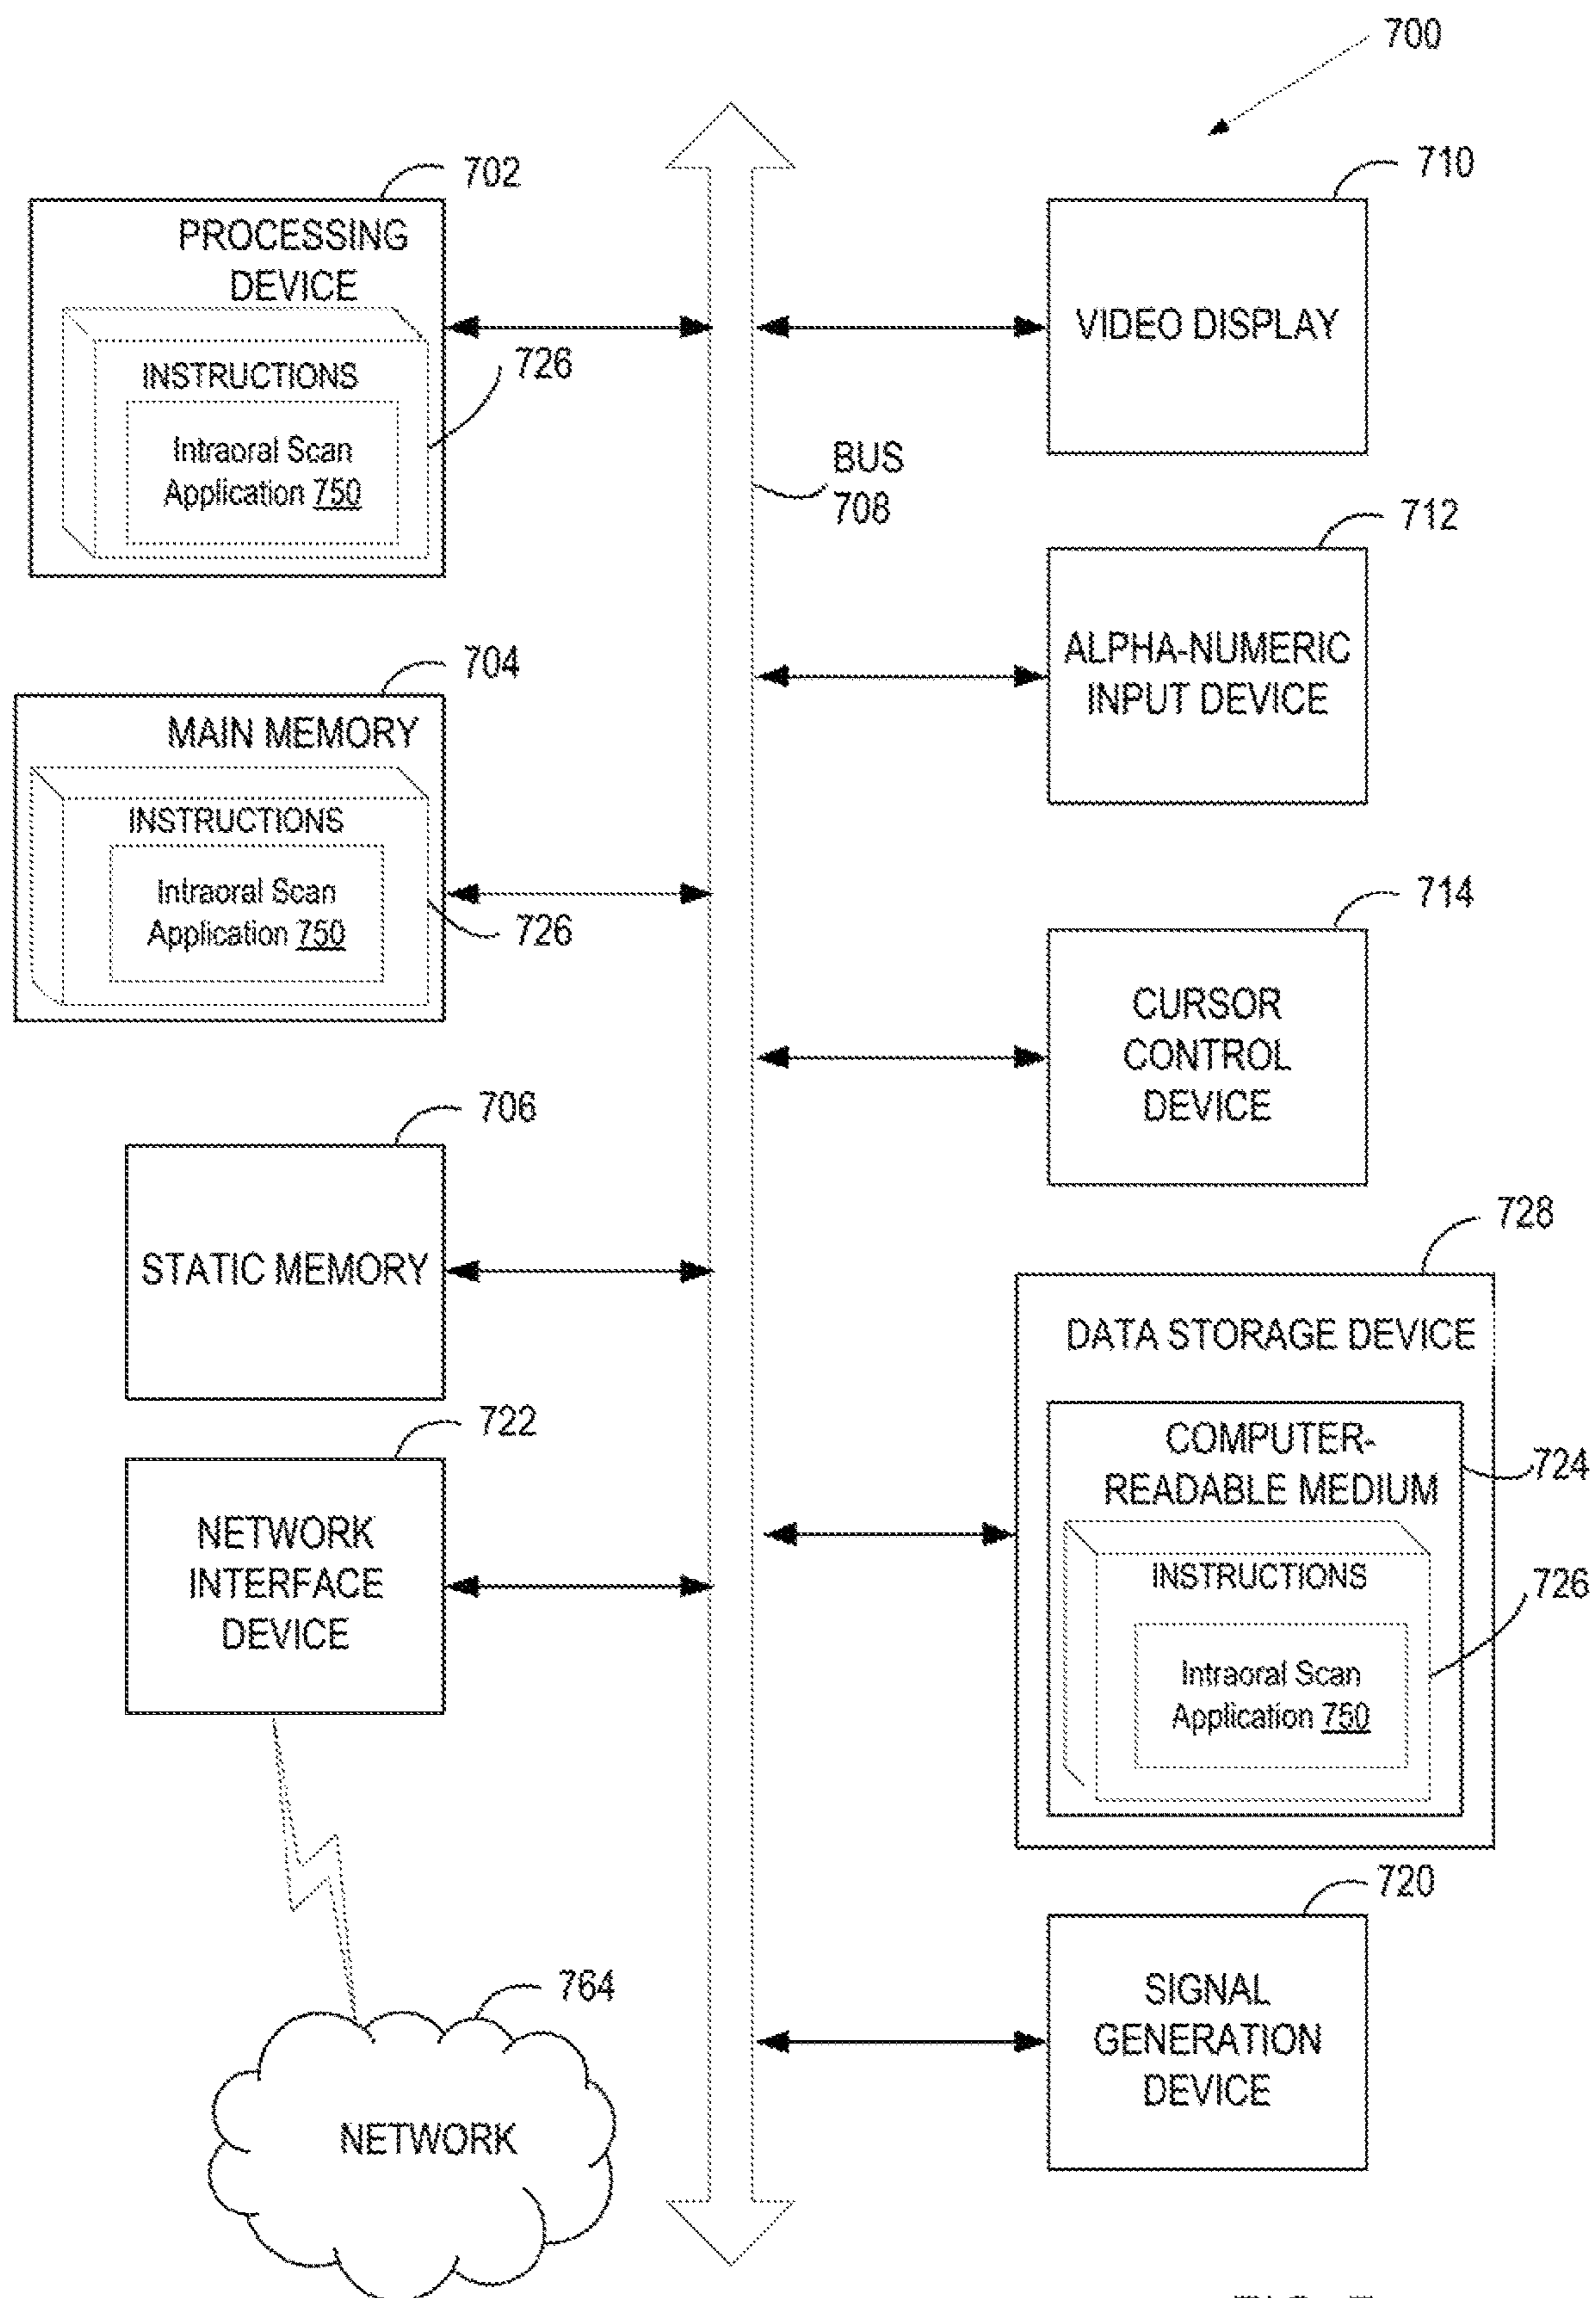 700
702
PROCESSING
DEVICE
INSTRUCTIONS
Intraoral Scan
Application 750
726
704
MAIN MEMORY
INSTRUCTIONS
Intraoral Scan
Application 750
726
706
STATIC MEMORY
722
NETWORK
INTERFACE
DEVICE
764
NETWORK
BUS
708
710
VIDEO DISPLAY
712
ALPHA-NUMERIC
INPUT DEVICE
714
CURSOR
CONTROL
DEVICE
728
DATA STORAGE DEVICE
COMPUTER-
READABLE MEDIUM
724
INSTRUCTIONS
726
Intraoral Scan
Application 750
720
SIGNAL
GENERATION
DEVICE